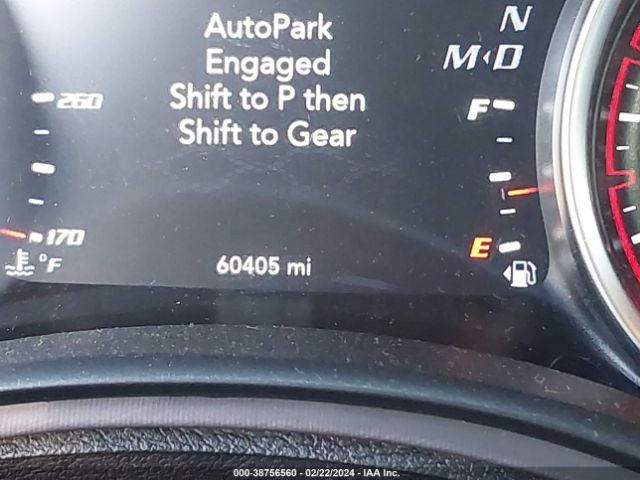 AutoPark
Engaged
Shift to P then
Shift to Gear
N
M D
260
F
170
°F
E
60405 mi
000-38756560 - 02/22/2024 - IAA Inc.